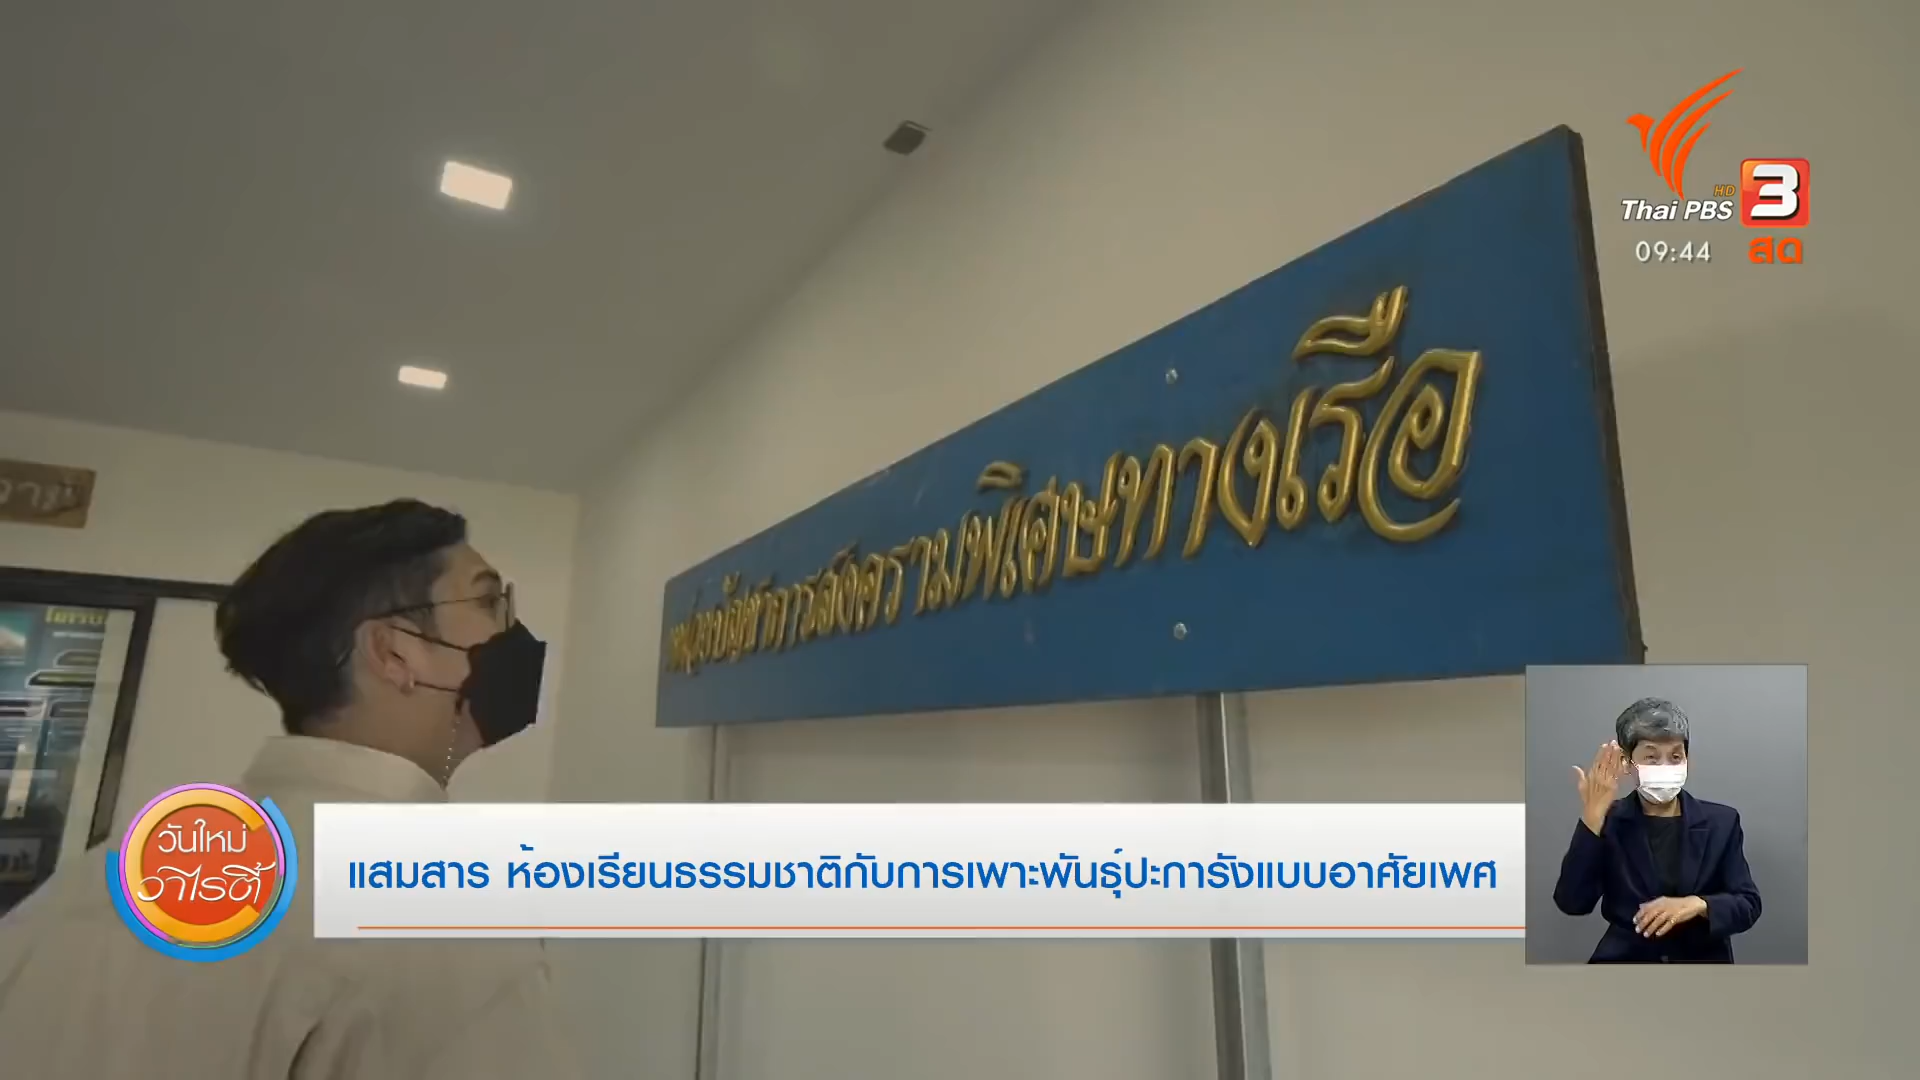 Thai PBS HD 3
09:44 สด
หน่วยบัญชาการสงครามพิเศษทางเรือ
วันใหม่
วาไรตี้
แสมสาร ห้องเรียนธรรมชาติกับการเพาะพันธุ์ปะการังแบบอาศัยเพศ